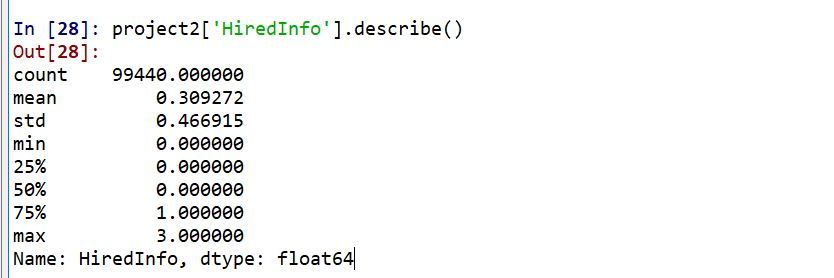 In [28]: project2['HiredInfo'].describe()
Out[28]:
count    99440.000000
mean         0.309272
std          0.466915
min          0.000000
25%          0.000000
50%          0.000000
75%          1.000000
max          3.000000
Name: HiredInfo, dtype: float64